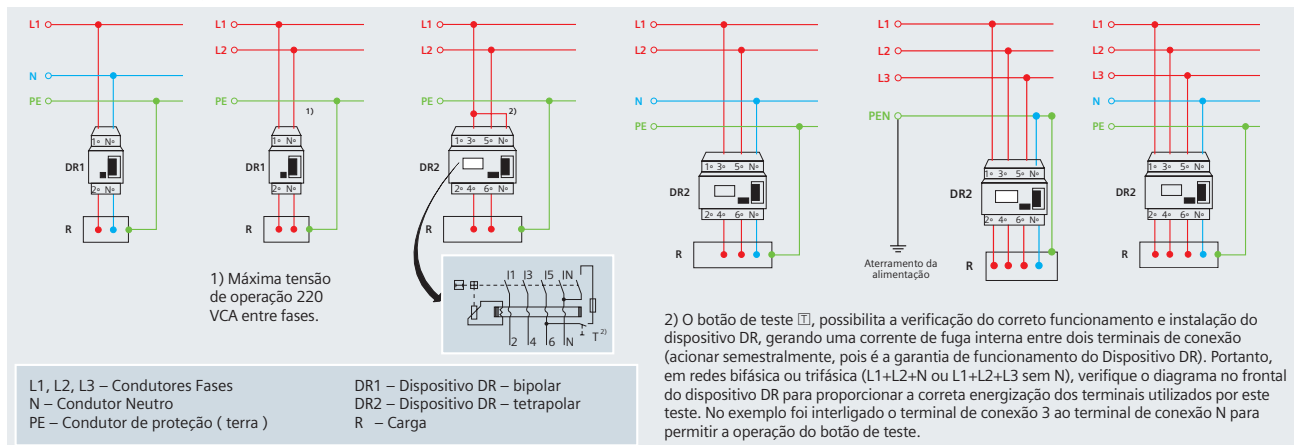 L1
N
PE
1 N
DR1
2 N
R
L1
L2
PE
1)
1 N
DR1
2 N
R
1) Máxima tensão
de operação 220
VCA entre fases.
L1
L2
PE
2)
1 3 5 N
DR2
2 4 6 N
R
I1 I3 I5 IN
2 4 6 N T 2)
L1
L2
N
PE
1 3 5 N
DR2
2 4 6 N
R
L1
L2
L3
PEN
1 3 5 N
DR2
2 4 6 N
R
Aterramento da
alimentação
L1
L2
L3
N
PE
1 3 5 N
DR2
2 4 6 N
R
2) O botão de teste T, possibilita a verificação do correto funcionamento e instalação do
dispositivo DR, gerando uma corrente de fuga interna entre dois terminais de conexão
(acionar semestralmente, pois é a garantia de funcionamento do Dispositivo DR). Portanto,
em redes bifásica ou trifásica (L1+L2+N ou L1+L2+L3 sem N), verifique o diagrama no frontal
do dispositivo DR para proporcionar a correta energização dos terminais utilizados por este
teste. No exemplo foi interligado o terminal de conexão 3 ao terminal de conexão N para
permitir a operação do botão de teste.
L1, L2, L3 – Condutores Fases
N – Condutor Neutro
PE – Condutor de proteção ( terra )
DR1 – Dispositivo DR – bipolar
DR2 – Dispositivo DR – tetrapolar
R – Carga